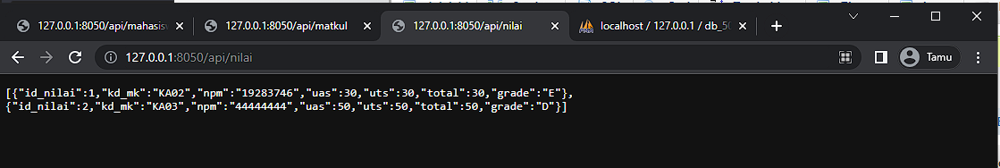 127.0.0.1:8050/api/mahasis
127.0.0.1:8050/api/matkul
127.0.0.1:8050/api/nilai
localhost / 127.0.0.1 / db_50
127.0.0.1:8050/api/nilai
Tamu
[{"id_nilai":1,"kd_mk":"KA02","npm":"19283746","uas":30,"uts":30,"total":30,"grade":"E"},
{"id_nilai":2,"kd_mk":"KA03","npm":"44444444","uas":50,"uts":50,"total":50,"grade":"D"}]